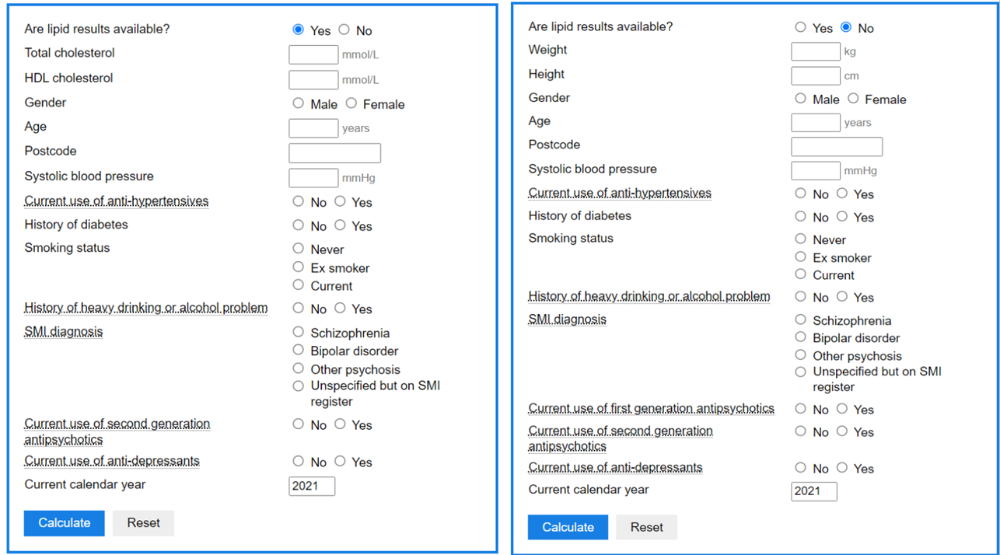 Are lipid results available? Yes No
Total cholesterol mmol/L
HDL cholesterol mmol/L
Gender Male Female
Age years
Postcode
Systolic blood pressure mmHg
Current use of anti-hypertensives No Yes
History of diabetes No Yes
Smoking status Never
Ex smoker
Current
History of heavy drinking or alcohol problem No Yes
SMI diagnosis Schizophrenia
Bipolar disorder
Other psychosis
Unspecified but on SMI
register
Current use of second generation No Yes
antipsychotics
Current use of anti-depressants No Yes
Current calendar year 2021
Calculate Reset
Are lipid results available? Yes No
Weight kg
Height cm
Gender Male Female
Age years
Postcode
Systolic blood pressure mmHg
Current use of anti-hypertensives No Yes
History of diabetes No Yes
Smoking status Never
Ex smoker
Current
History of heavy drinking or alcohol problem No Yes
SMI diagnosis Schizophrenia
Bipolar disorder
Other psychosis
Unspecified but on SMI
register
Current use of first generation antipsychotics No Yes
Current use of second generation No Yes
antipsychotics
Current use of anti-depressants No Yes
Current calendar year 2021
Calculate Reset